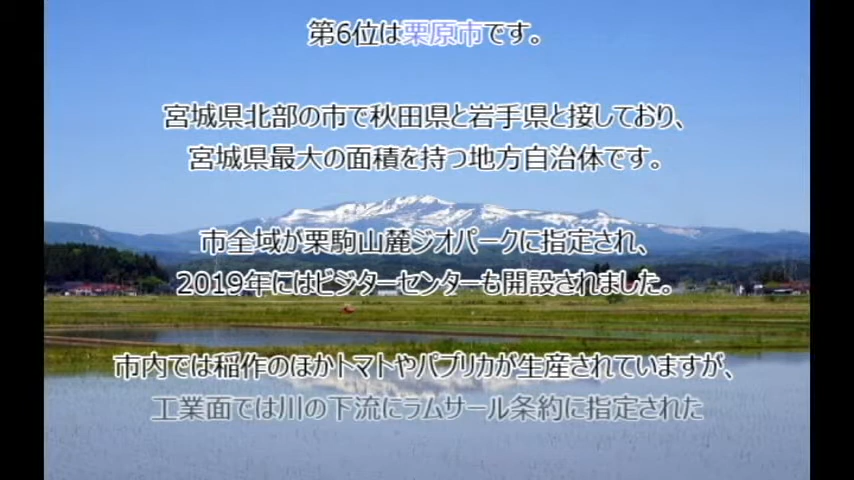 第6位は栗原市です。
宮城県北部の市で秋田県と岩手県と接しており、
宮城県最大の面積を持つ地方自治体です。
市全域が栗駒山麓ジオパークに指定され、
2019年にはビジターセンターも開設されました。
市内では稲作のほかトマトやパプリカが生産されていますが、
工業面では川の下流にラムサール条約に指定された